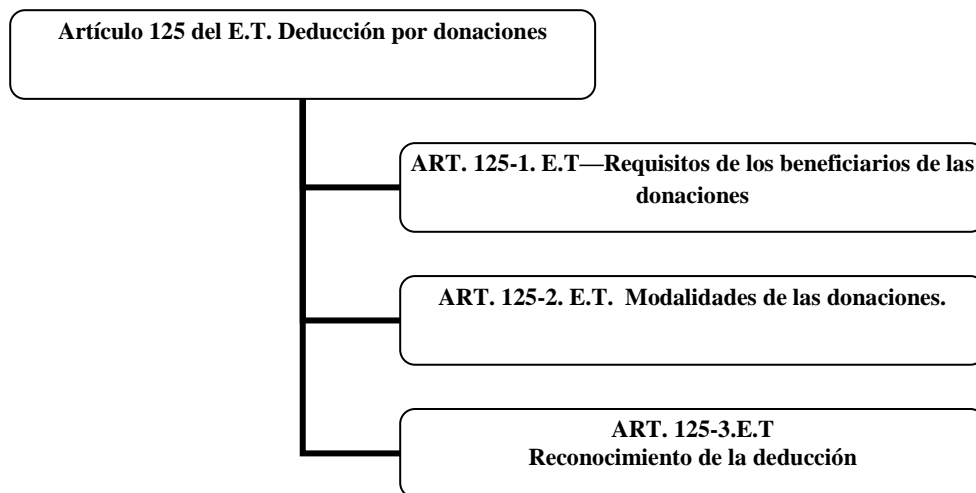 Artículo 125 del E.T. Deducción por donaciones
ART. 125-1. E.T—Requisitos de los beneficiarios de las
donaciones
ART. 125-2. E.T. Modalidades de las donaciones.
ART. 125-3.E.T
Reconocimiento de la deducción